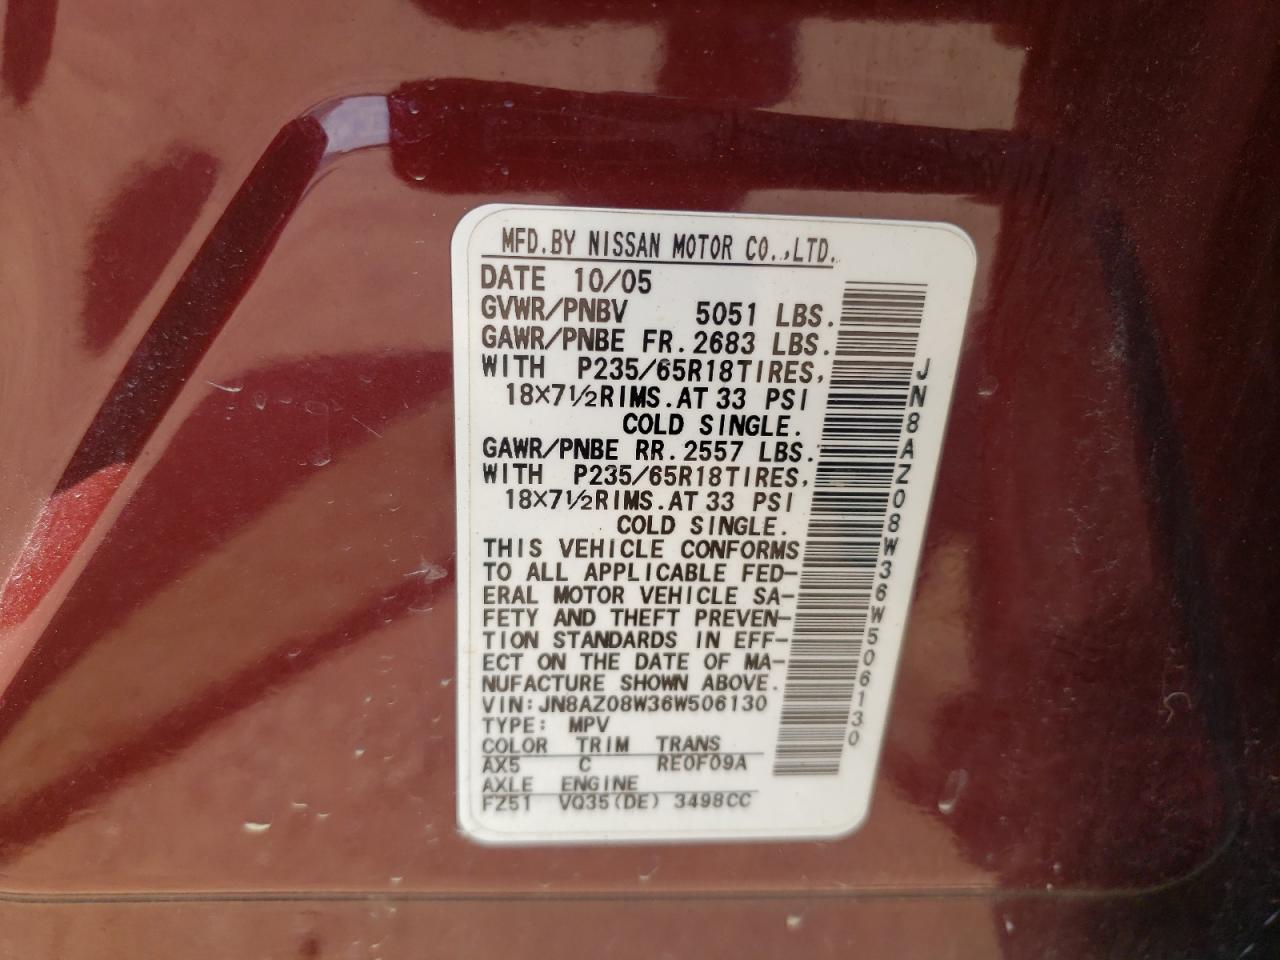 MFD.BY NISSAN MOTOR CO.,LTD.
DATE 10/05
GVWR/PNBV 5051 LBS.
GAWR/PNBE FR. 2683 LBS.
WITH P235/65R18TIRES,
18×7½RIMS. AT 33 PSI
COLD SINGLE.
GAWR/PNBE RR. 2557 LBS.
WITH P235/65R18TIRES,
18×7½RIMS. AT 33 PSI
COLD SINGLE.
THIS VEHICLE CONFORMS
TO ALL APPLICABLE FED-
ERAL MOTOR VEHICLE SA-
FETY AND THEFT PREVEN-
TION STANDARDS IN EFF-
ECT ON THE DATE OF MA-
NUFACTURE SHOWN ABOVE.
VIN:JN8AZ08W36W506130
TYPE: MPV
COLOR TRIM TRANS
AX5 C RE0F09A
AXLE ENGINE
FZ51 VQ35(DE) 3498CC
JN8AZ08W36W506130